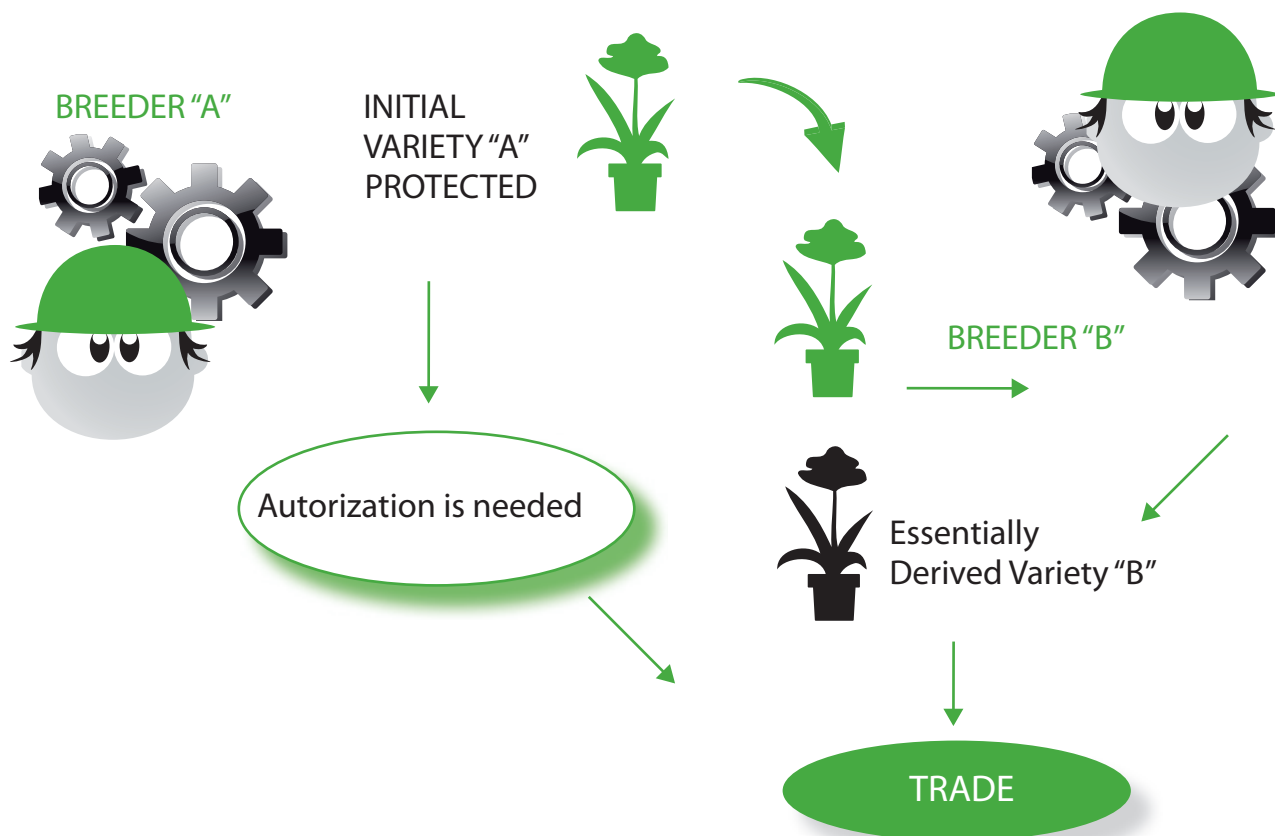 BREEDER “A”
INITIAL
VARIETY “A”
PROTECTED
BREEDER “B”
Autorization is needed
Essentially
Derived Variety “B”
TRADE